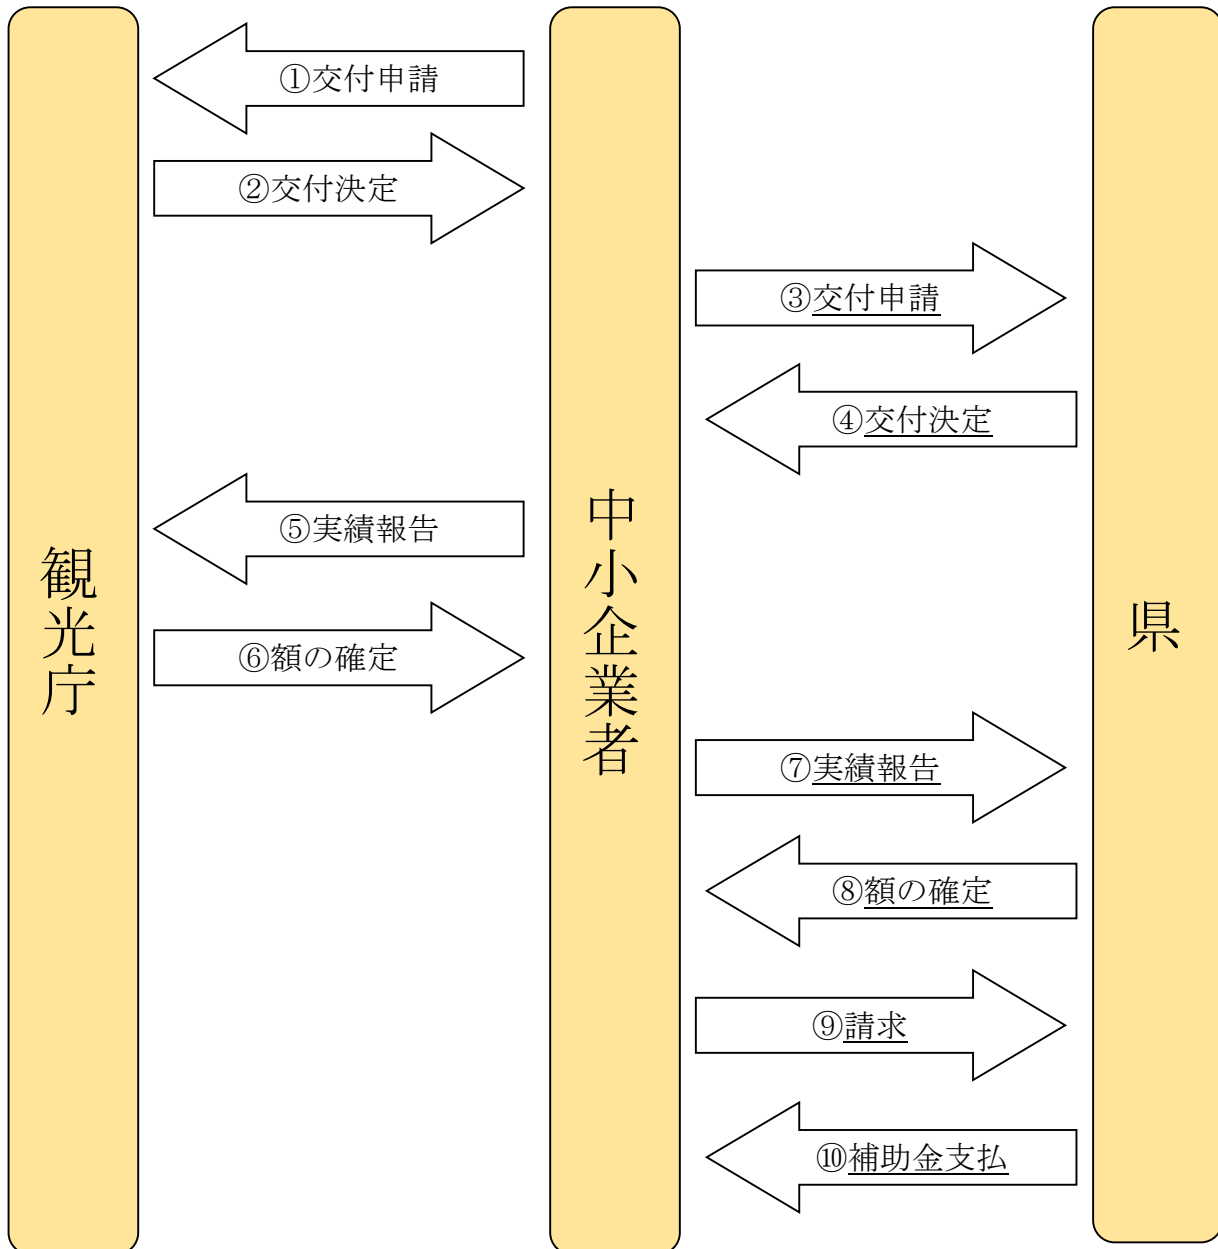 ①交付申請
②交付決定
③交付申請
④交付決定
⑤実績報告
⑥額の確定
⑦実績報告
⑧額の確定
⑨請求
⑩補助金支払
観光庁
中小企業者
県